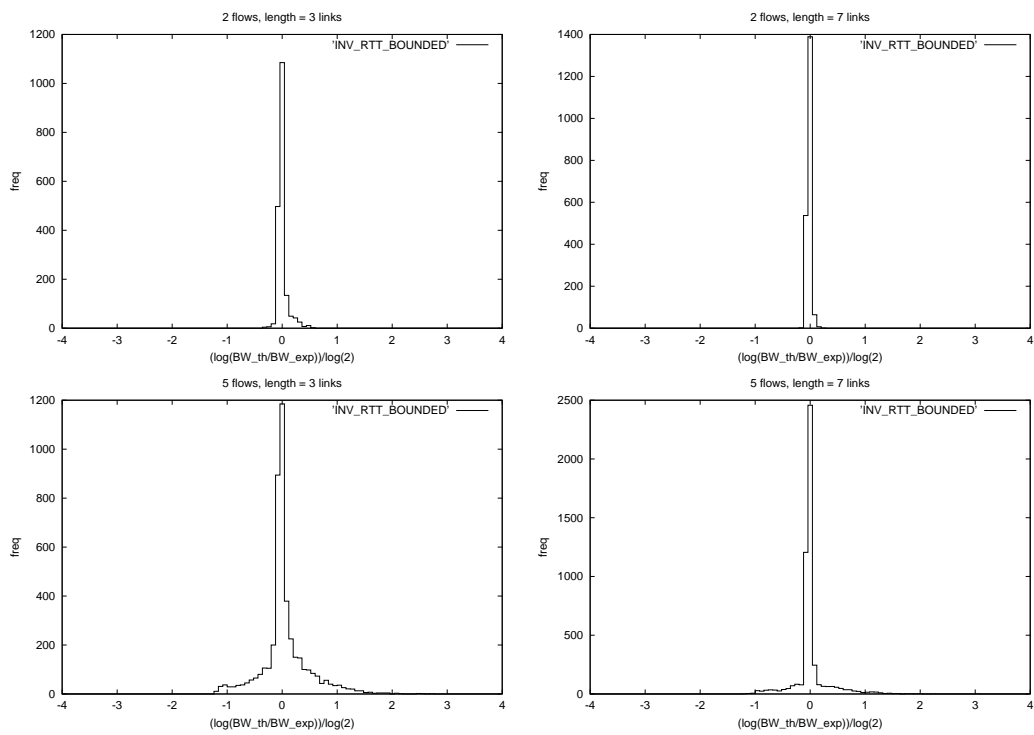 2 flows, length = 3 links
1200
1000
800
600
400
200
0
freq
'INV_RTT_BOUNDED'
-4 -3 -2 -1 0 1 2 3 4
(log(BW_th/BW_exp))/log(2)
2 flows, length = 7 links
1400
1200
1000
800
600
400
200
0
freq
'INV_RTT_BOUNDED'
-4 -3 -2 -1 0 1 2 3 4
(log(BW_th/BW_exp))/log(2)
5 flows, length = 3 links
1200
1000
800
600
400
200
0
freq
'INV_RTT_BOUNDED'
-4 -3 -2 -1 0 1 2 3 4
(log(BW_th/BW_exp))/log(2)
5 flows, length = 7 links
2500
2000
1500
1000
500
0
freq
'INV_RTT_BOUNDED'
-4 -3 -2 -1 0 1 2 3 4
(log(BW_th/BW_exp))/log(2)